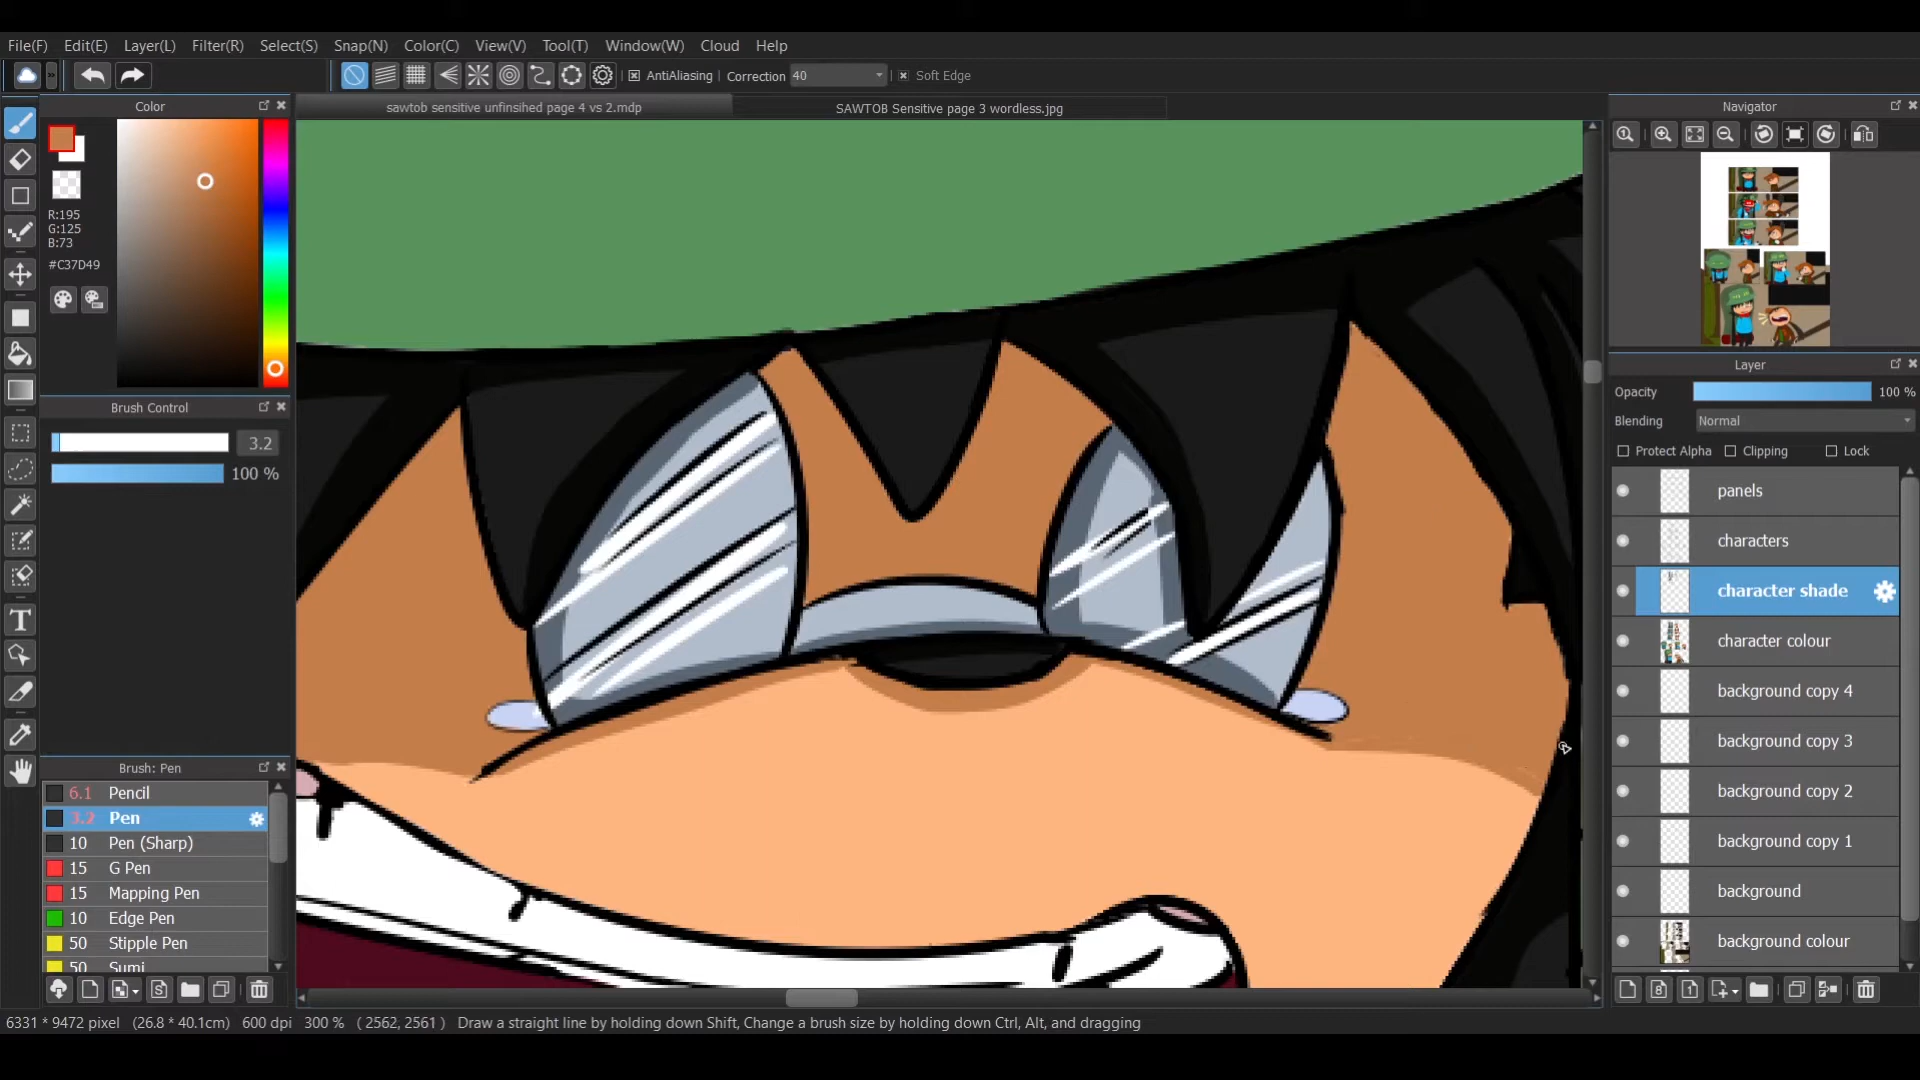 File(F) Edit(E) Layer(L) Filter(R) Select(S) Snap(N) Color(C) View(V) Tool(T) Window(W) Cloud Help
AntiAliasing Correction 40 Soft Edge
Color
sawtob sensitive unfinsihed page 4 vs 2.mdp
SAWTOB Sensitive page 3 wordless.jpg
Navigator
R:195
G:125
B:73
#C37D49
Brush Control
3.2
100 %
Brush: Pen
6.1 Pencil
3.2 Pen
10 Pen (Sharp)
15 G Pen
15 Mapping Pen
10 Edge Pen
50 Stipple Pen
50 Sumi
Layer
Opacity 100 %
Blending Normal
Protect Alpha Clipping Lock
panels
characters
character shade
character colour
background copy 4
background copy 3
background copy 2
background copy 1
background
background colour
6331 * 9472 pixel (26.8 * 40.1cm) 600 dpi 300 % ( 2562, 2561 ) Draw a straight line by holding down Shift, Change a brush size by holding down Ctrl, Alt, and dragging